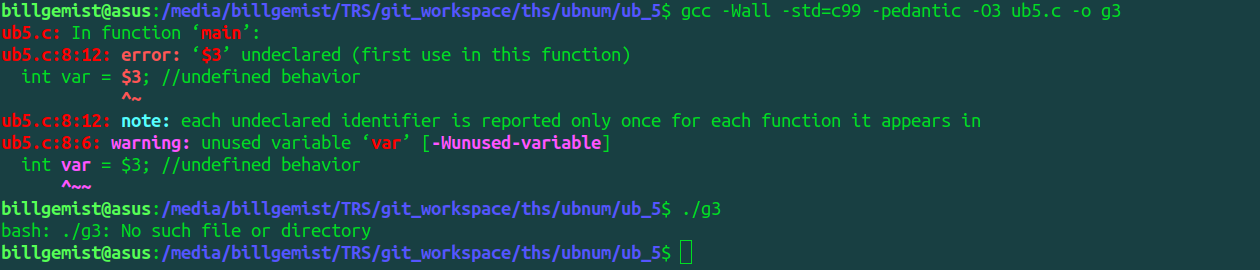 billgemist@asus:/media/billgemist/TRS/git_workspace/ths/ubnum/ub_5$ gcc -Wall -std=c99 -pedantic -O3 ub5.c -o g3
ub5.c: In function ‘main’:
ub5.c:8:12: error: ‘$3’ undeclared (first use in this function)
  int var = $3; //undefined behavior
            ^~
ub5.c:8:12: note: each undeclared identifier is reported only once for each function it appears in
ub5.c:8:6: warning: unused variable ‘var’ [-Wunused-variable]
  int var = $3; //undefined behavior
      ^~~
billgemist@asus:/media/billgemist/TRS/git_workspace/ths/ubnum/ub_5$ ./g3
bash: ./g3: No such file or directory
billgemist@asus:/media/billgemist/TRS/git_workspace/ths/ubnum/ub_5$